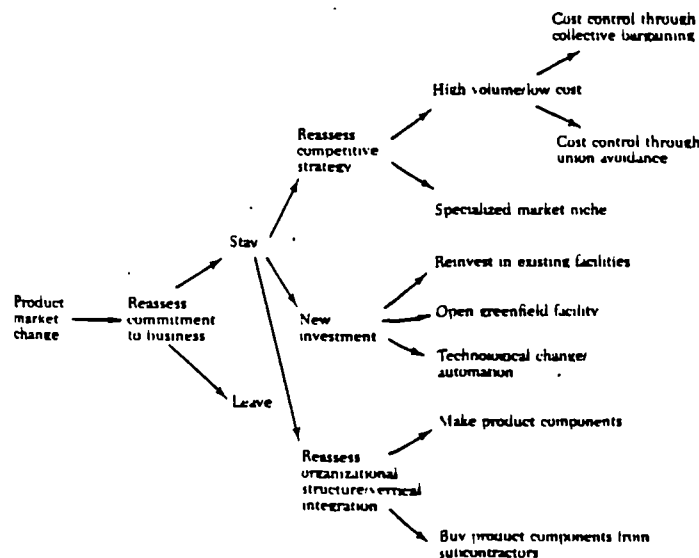 Cost control through
collective bargaining
High volume/low cost
Reassess
competitive
strategy
Cost control through
union avoidance
Specialized market niche
Stay
Reinvest in existing facilities
Product
market
change
Reassess
commitment
to business
New
investment
Open greenfield facility
Technological change/
automation
Leave
Make product components
Reassess
organizational
structure/vertical
integration
Buy product components from
subcontractors